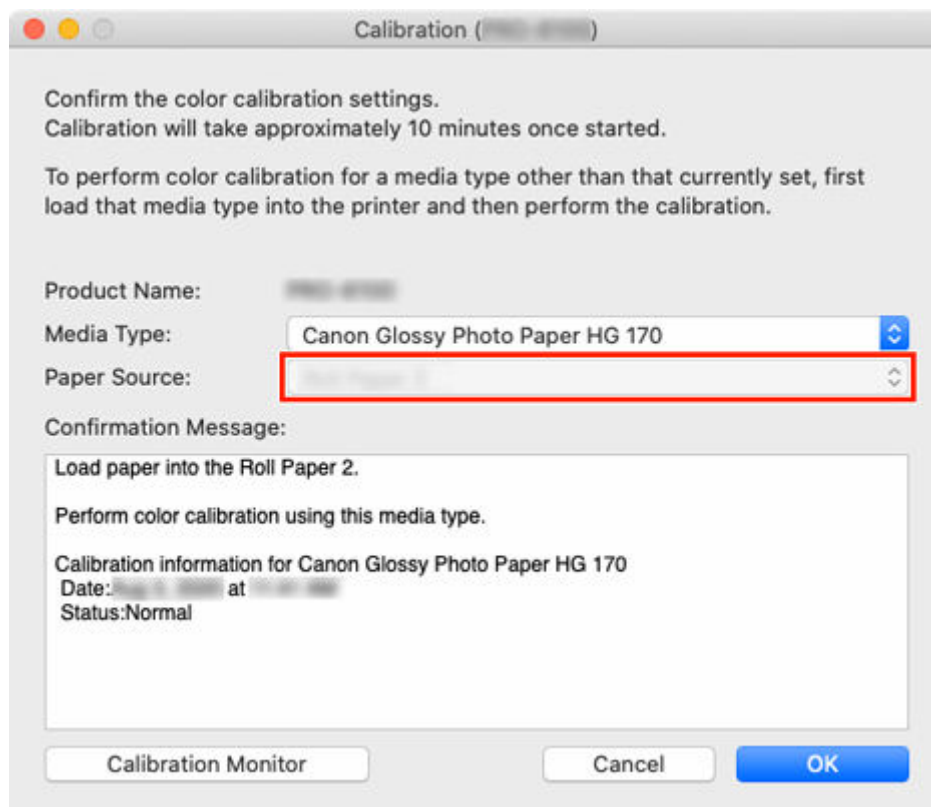 Calibration (          )
Confirm the color calibration settings.
Calibration will take approximately 10 minutes once started.
To perform color calibration for a media type other than that currently set, first
load that media type into the printer and then perform the calibration.
Product Name:
Media Type: Canon Glossy Photo Paper HG 170
Paper Source:
Confirmation Message:
Load paper into the Roll Paper 2.
Perform color calibration using this media type.
Calibration information for Canon Glossy Photo Paper HG 170
Date: at
Status:Normal
Calibration Monitor Cancel OK